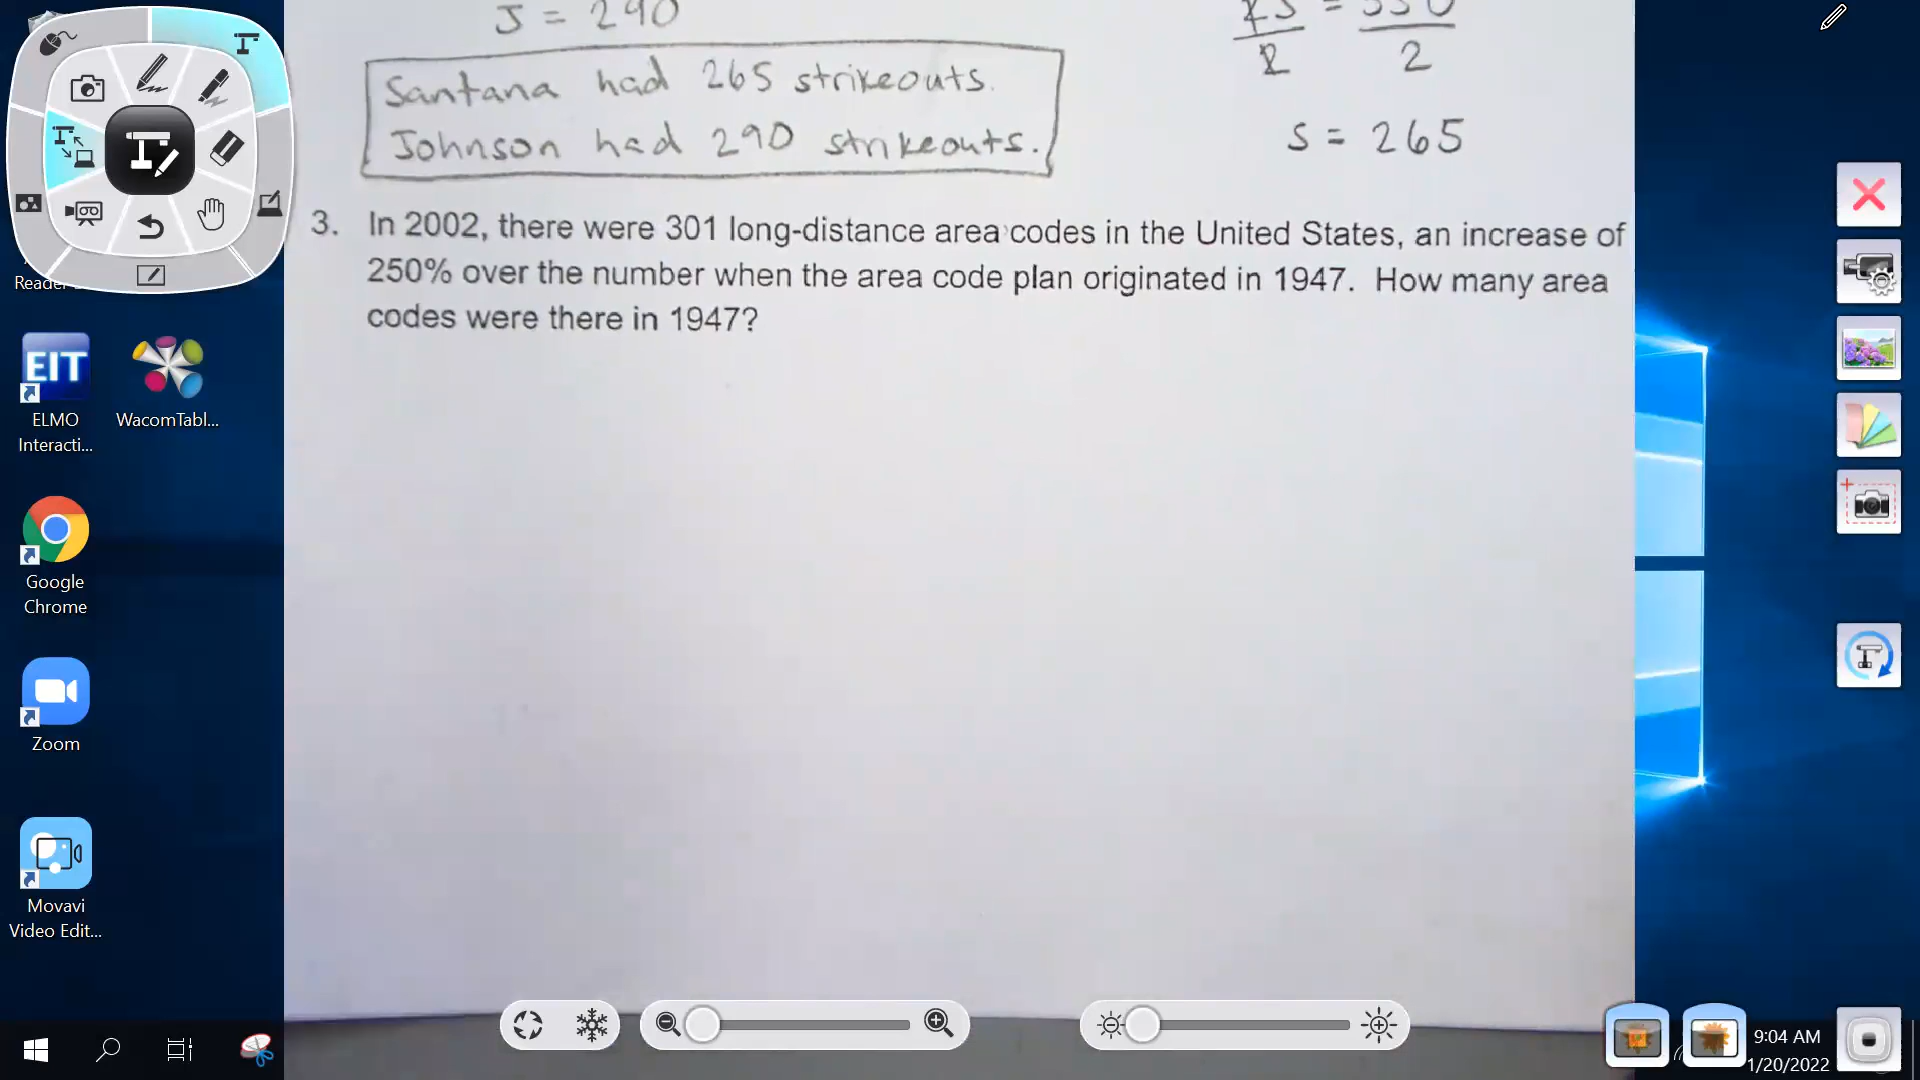 J = 290
2 2
Santana had 265 strikeouts.
Johnson had 290 strikeouts.
S = 265
3. In 2002, there were 301 long-distance area codes in the United States, an increase of
250% over the number when the area code plan originated in 1947. How many area
codes were there in 1947?
EIT
ELMO
Interacti...
WacomTabl...
Google
Chrome
Zoom
Movavi
Video Edit...
9:04 AM
1/20/2022